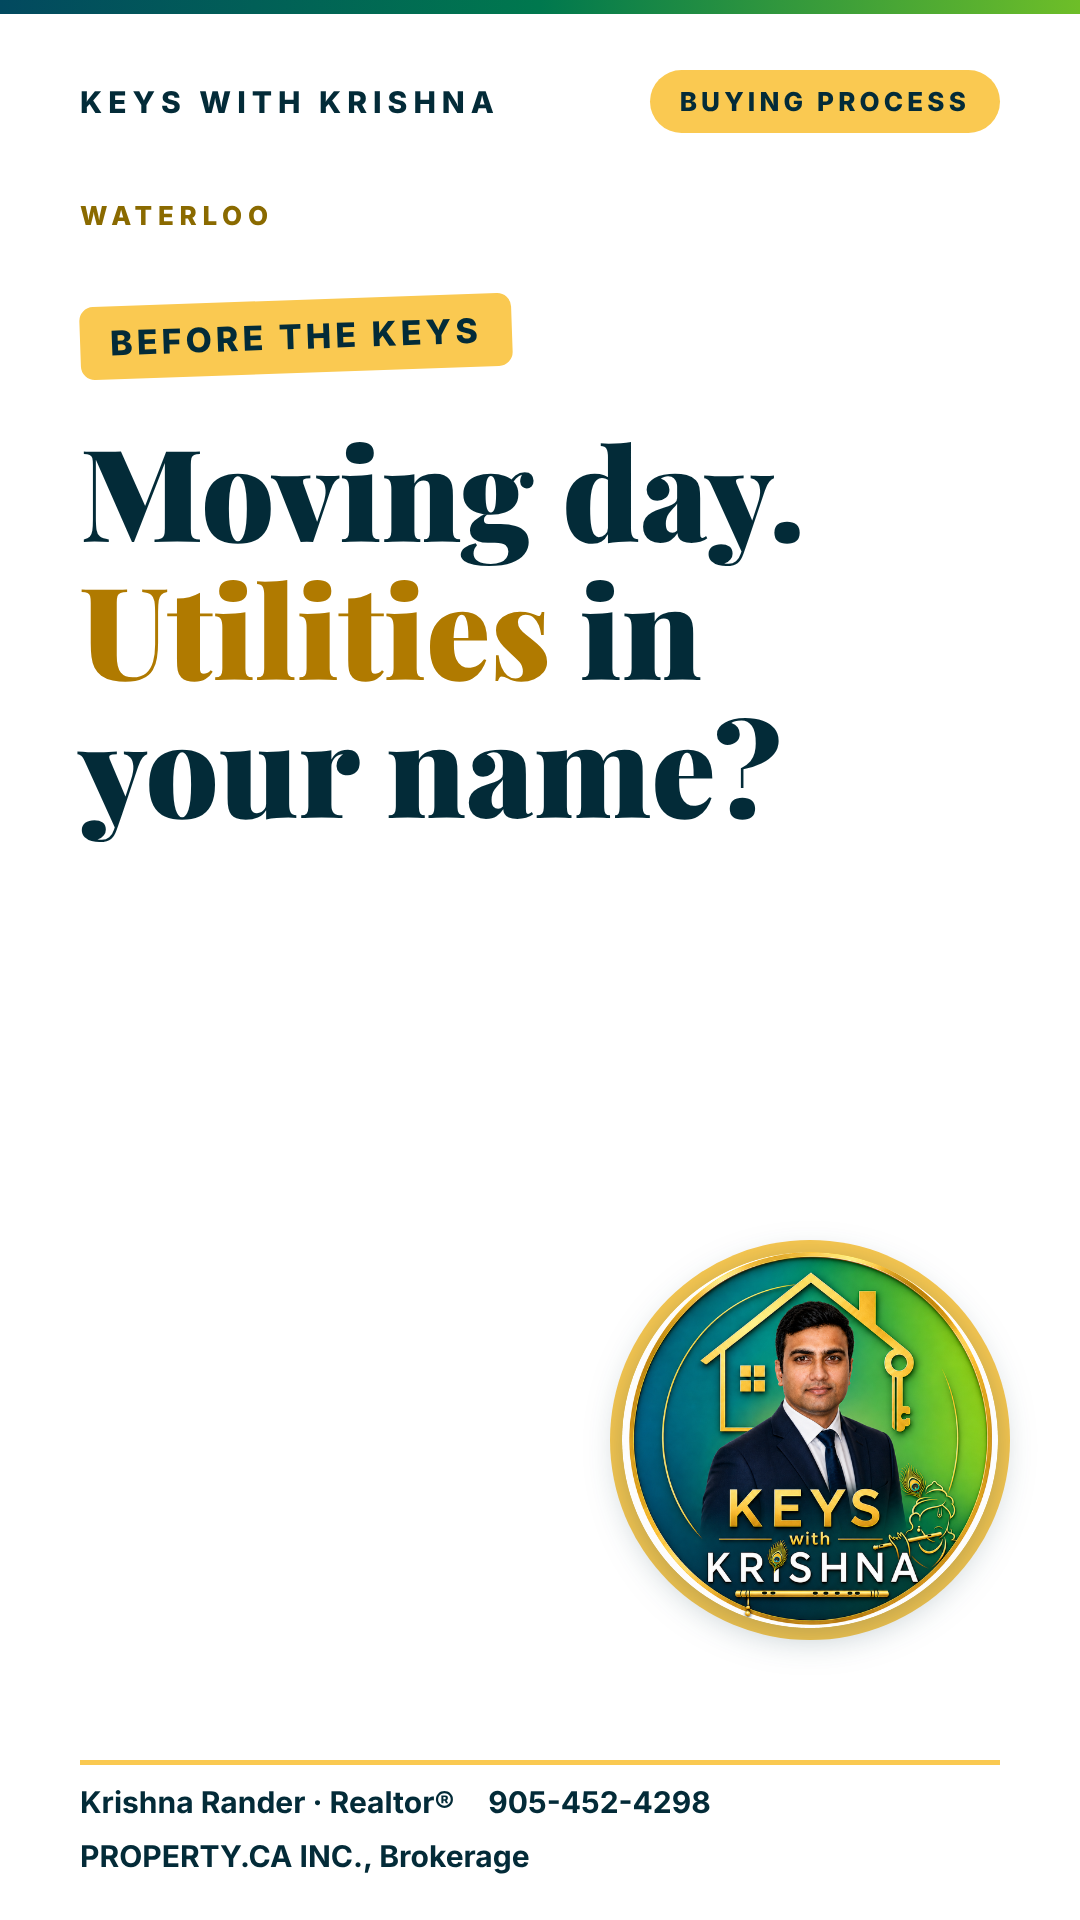 KEYS WITH KRISHNA
BUYING PROCESS
WATERLOO
BEFORE THE KEYS
Moving day.
Utilities in
your name?
KEYS
with
KRISHNA
Krishna Rander · Realtor® 905-452-4298
PROPERTY.CA INC., Brokerage